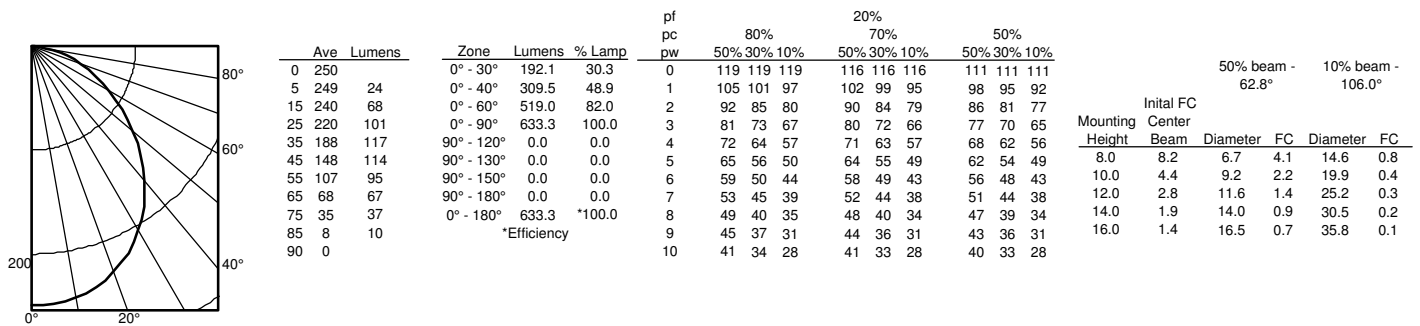 80°
60°
40°
200
0° 20°
Ave Lumens
0 250
5 249 24
15 240 68
25 220 101
35 188 117
45 148 114
55 107 95
65 68 67
75 35 37
85 8 10
90 0
Zone Lumens % Lamp
0° - 30° 192.1 30.3
0° - 40° 309.5 48.9
0° - 60° 519.0 82.0
0° - 90° 633.3 100.0
90° - 120° 0.0 0.0
90° - 130° 0.0 0.0
90° - 150° 0.0 0.0
90° - 180° 0.0 0.0
0° - 180° 633.3 *100.0
*Efficiency
pf 20%
pc 80% 70% 50%
pw 50% 30% 10% 50% 30% 10% 50% 30% 10%
0 119 119 119 116 116 116 111 111 111
1 105 101 97 102 99 95 98 95 92
2 92 85 80 90 84 79 86 81 77
3 81 73 67 80 72 66 77 70 65
4 72 64 57 71 63 57 68 62 56
5 65 56 50 64 55 49 62 54 49
6 59 50 44 58 49 43 56 48 43
7 53 45 39 52 44 38 51 44 38
8 49 40 35 48 40 34 47 39 34
9 45 37 31 44 36 31 43 36 31
10 41 34 28 41 33 28 40 33 28
50% beam - 10% beam -
62.8° 106.0°
Inital FC
Mounting Center
Height Beam Diameter FC Diameter FC
8.0 8.2 6.7 4.1 14.6 0.8
10.0 4.4 9.2 2.2 19.9 0.4
12.0 2.8 11.6 1.4 25.2 0.3
14.0 1.9 14.0 0.9 30.5 0.2
16.0 1.4 16.5 0.7 35.8 0.1